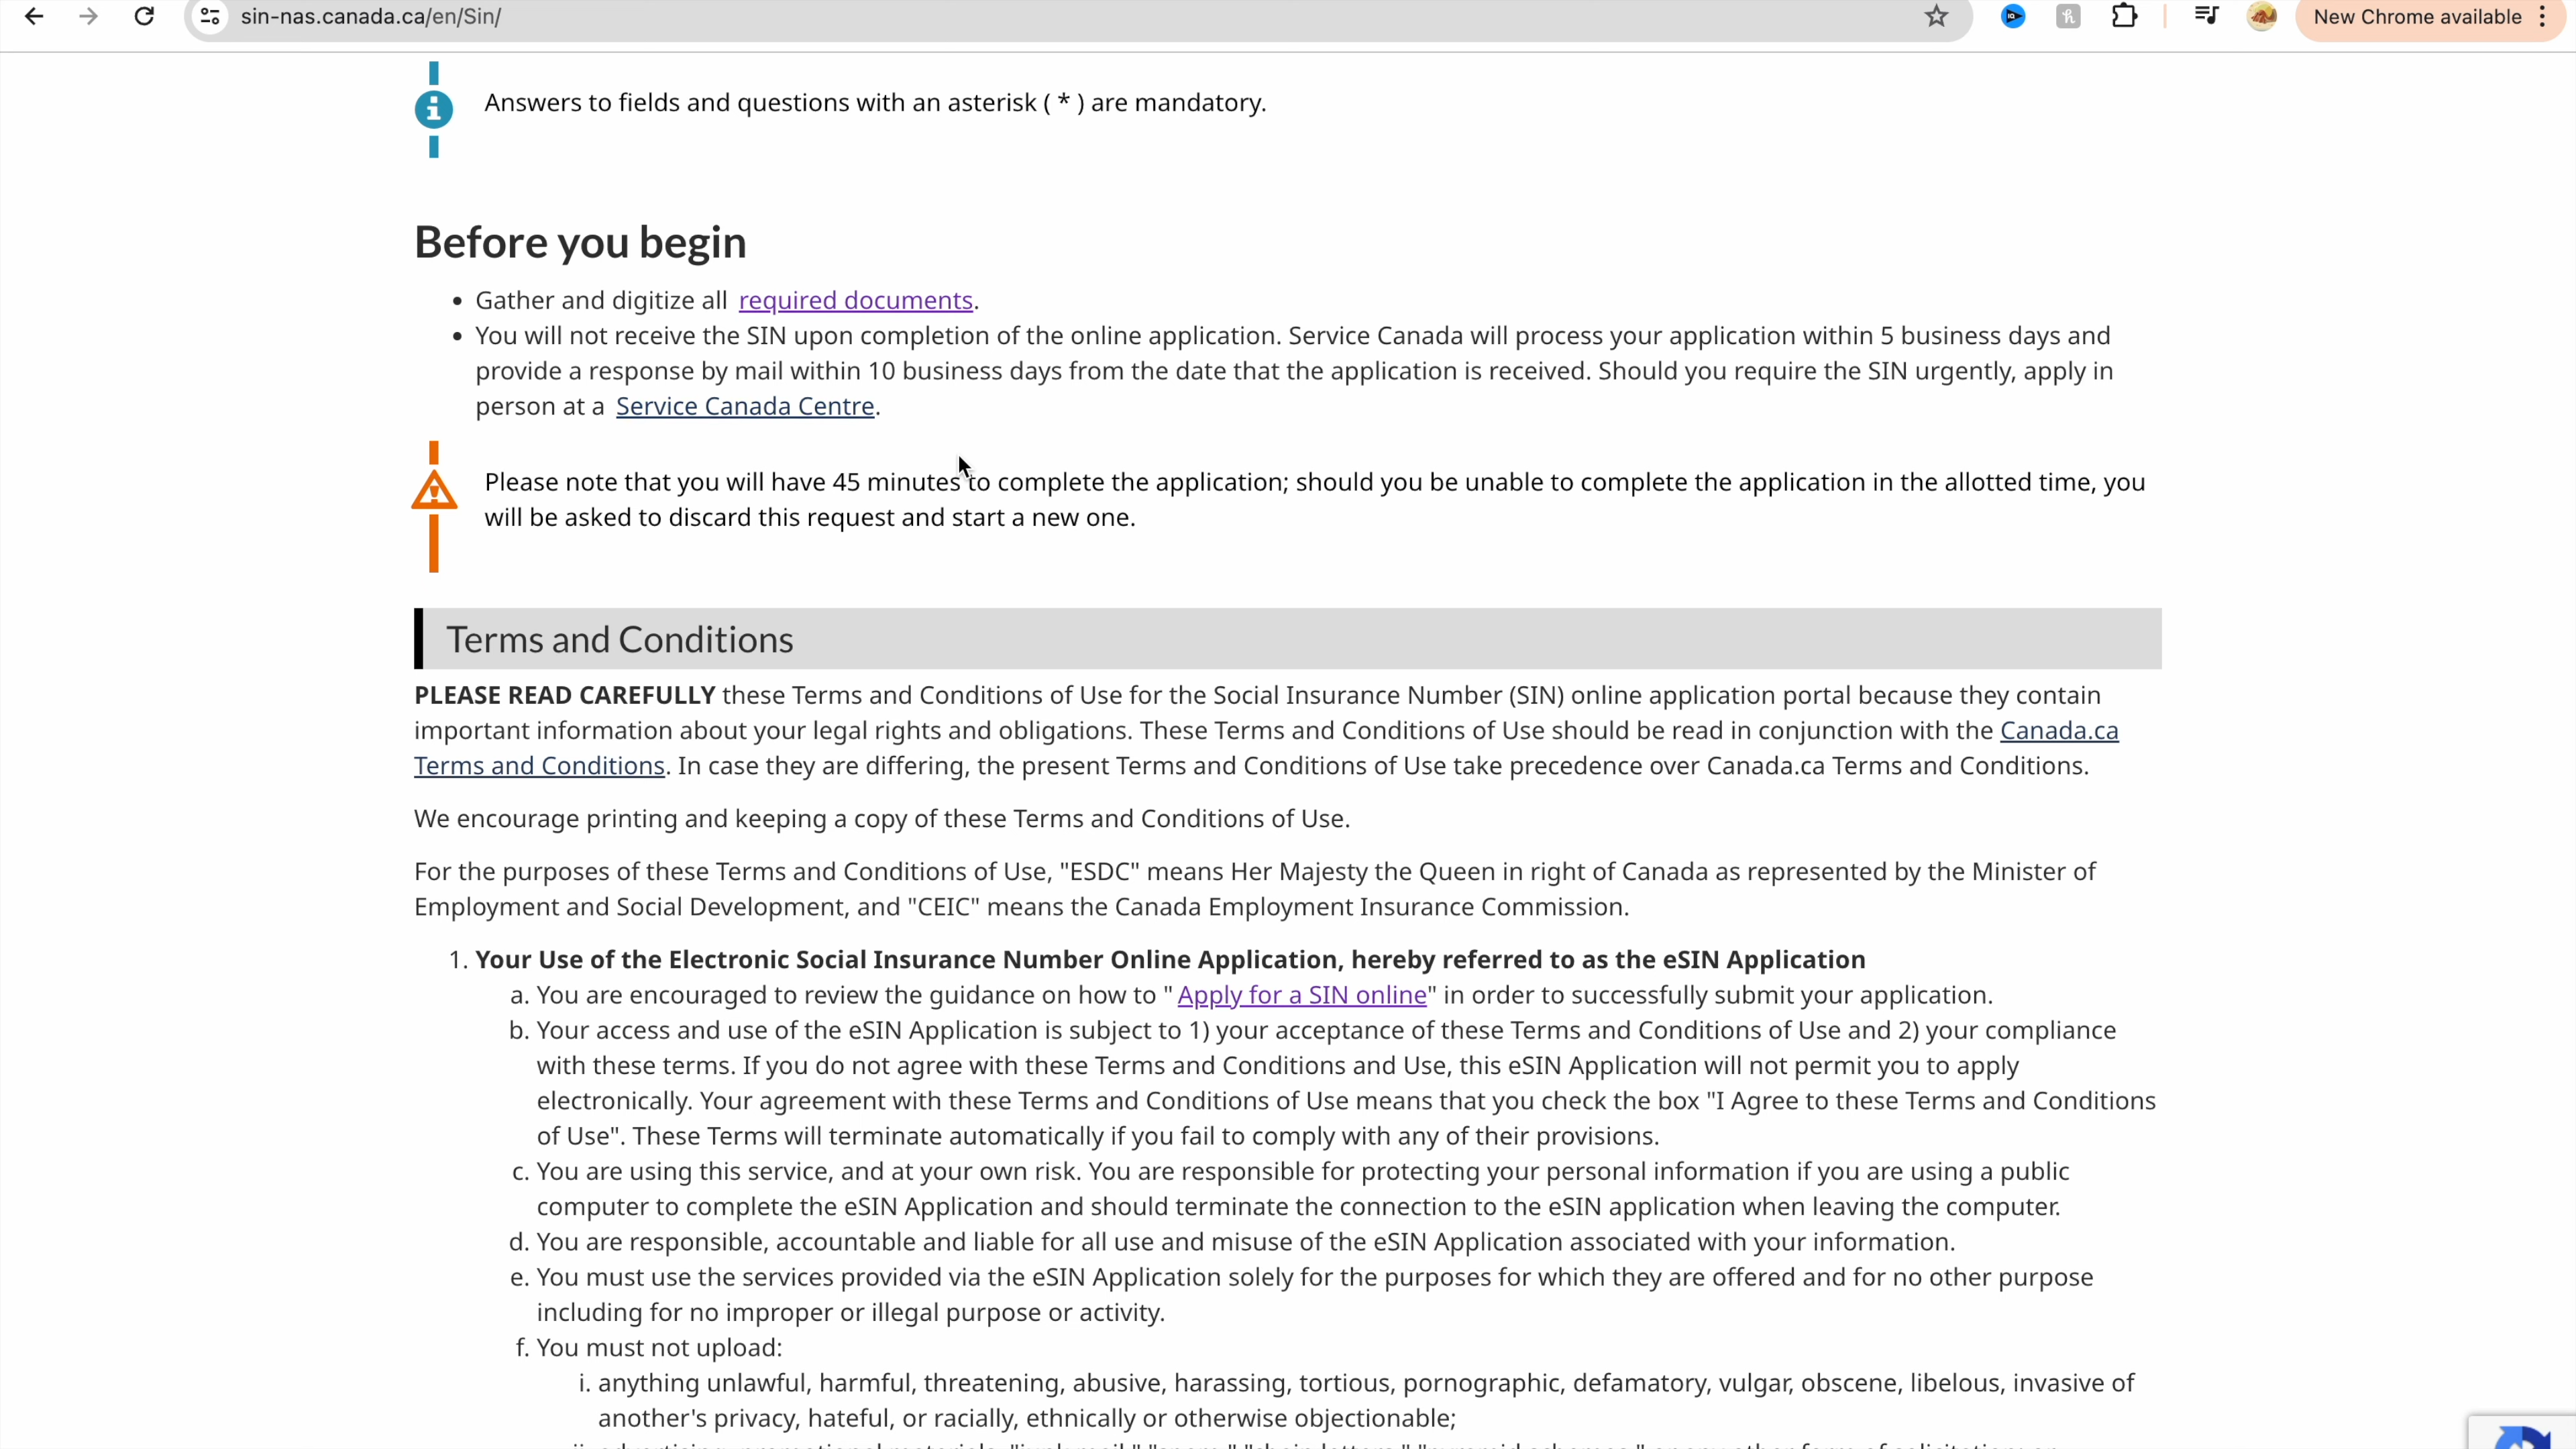 sin-nas.canada.ca/en/Sin/
New Chrome available
Answers to fields and questions with an asterisk ( * ) are mandatory.
Before you begin
• Gather and digitize all required documents.
• You will not receive the SIN upon completion of the online application. Service Canada will process your application within 5 business days and
provide a response by mail within 10 business days from the date that the application is received. Should you require the SIN urgently, apply in
person at a Service Canada Centre.
Please note that you will have 45 minutes to complete the application; should you be unable to complete the application in the allotted time, you
will be asked to discard this request and start a new one.
Terms and Conditions
PLEASE READ CAREFULLY these Terms and Conditions of Use for the Social Insurance Number (SIN) online application portal because they contain
important information about your legal rights and obligations. These Terms and Conditions of Use should be read in conjunction with the Canada.ca
Terms and Conditions. In case they are differing, the present Terms and Conditions of Use take precedence over Canada.ca Terms and Conditions.
We encourage printing and keeping a copy of these Terms and Conditions of Use.
For the purposes of these Terms and Conditions of Use, "ESDC" means Her Majesty the Queen in right of Canada as represented by the Minister of
Employment and Social Development, and "CEIC" means the Canada Employment Insurance Commission.
1. Your Use of the Electronic Social Insurance Number Online Application, hereby referred to as the eSIN Application
a. You are encouraged to review the guidance on how to " Apply for a SIN online" in order to successfully submit your application.
b. Your access and use of the eSIN Application is subject to 1) your acceptance of these Terms and Conditions of Use and 2) your compliance
with these terms. If you do not agree with these Terms and Conditions and Use, this eSIN Application will not permit you to apply
electronically. Your agreement with these Terms and Conditions of Use means that you check the box "I Agree to these Terms and Conditions
of Use". These Terms will terminate automatically if you fail to comply with any of their provisions.
c. You are using this service, and at your own risk. You are responsible for protecting your personal information if you are using a public
computer to complete the eSIN Application and should terminate the connection to the eSIN application when leaving the computer.
d. You are responsible, accountable and liable for all use and misuse of the eSIN Application associated with your information.
e. You must use the services provided via the eSIN Application solely for the purposes for which they are offered and for no other purpose
including for no improper or illegal purpose or activity.
f. You must not upload:
i. anything unlawful, harmful, threatening, abusive, harassing, tortious, pornographic, defamatory, vulgar, obscene, libelous, invasive of
another's privacy, hateful, or racially, ethnically or otherwise objectionable;